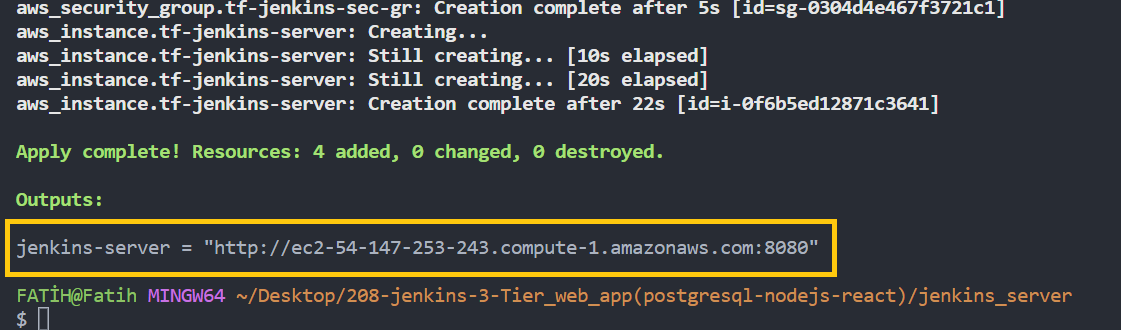 aws_security_group.tf-jenkins-sec-gr: Creation complete after 5s [id=sg-0304d4e467f3721c1]
aws_instance.tf-jenkins-server: Creating...
aws_instance.tf-jenkins-server: Still creating... [10s elapsed]
aws_instance.tf-jenkins-server: Still creating... [20s elapsed]
aws_instance.tf-jenkins-server: Creation complete after 22s [id=i-0f6b5ed12871c3641]
Apply complete! Resources: 4 added, 0 changed, 0 destroyed.
Outputs:
jenkins-server = "http://ec2-54-147-253-243.compute-1.amazonaws.com:8080"
FATİH@Fatih MINGW64 ~/Desktop/208-jenkins-3-Tier_web_app(postgresql-nodejs-react)/jenkins_server
$